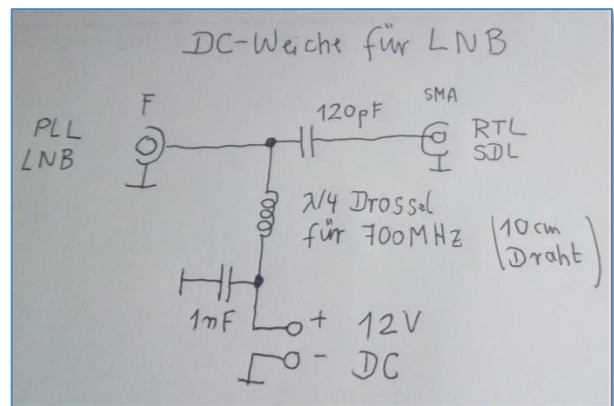 DC-Weiche für LNB
F
120pF
SMA
PLL
LNB
RTL
SDL
λ/4 Drossel
für 700MHz
(10cm
Draht)
1nF
+ 12V
- DC